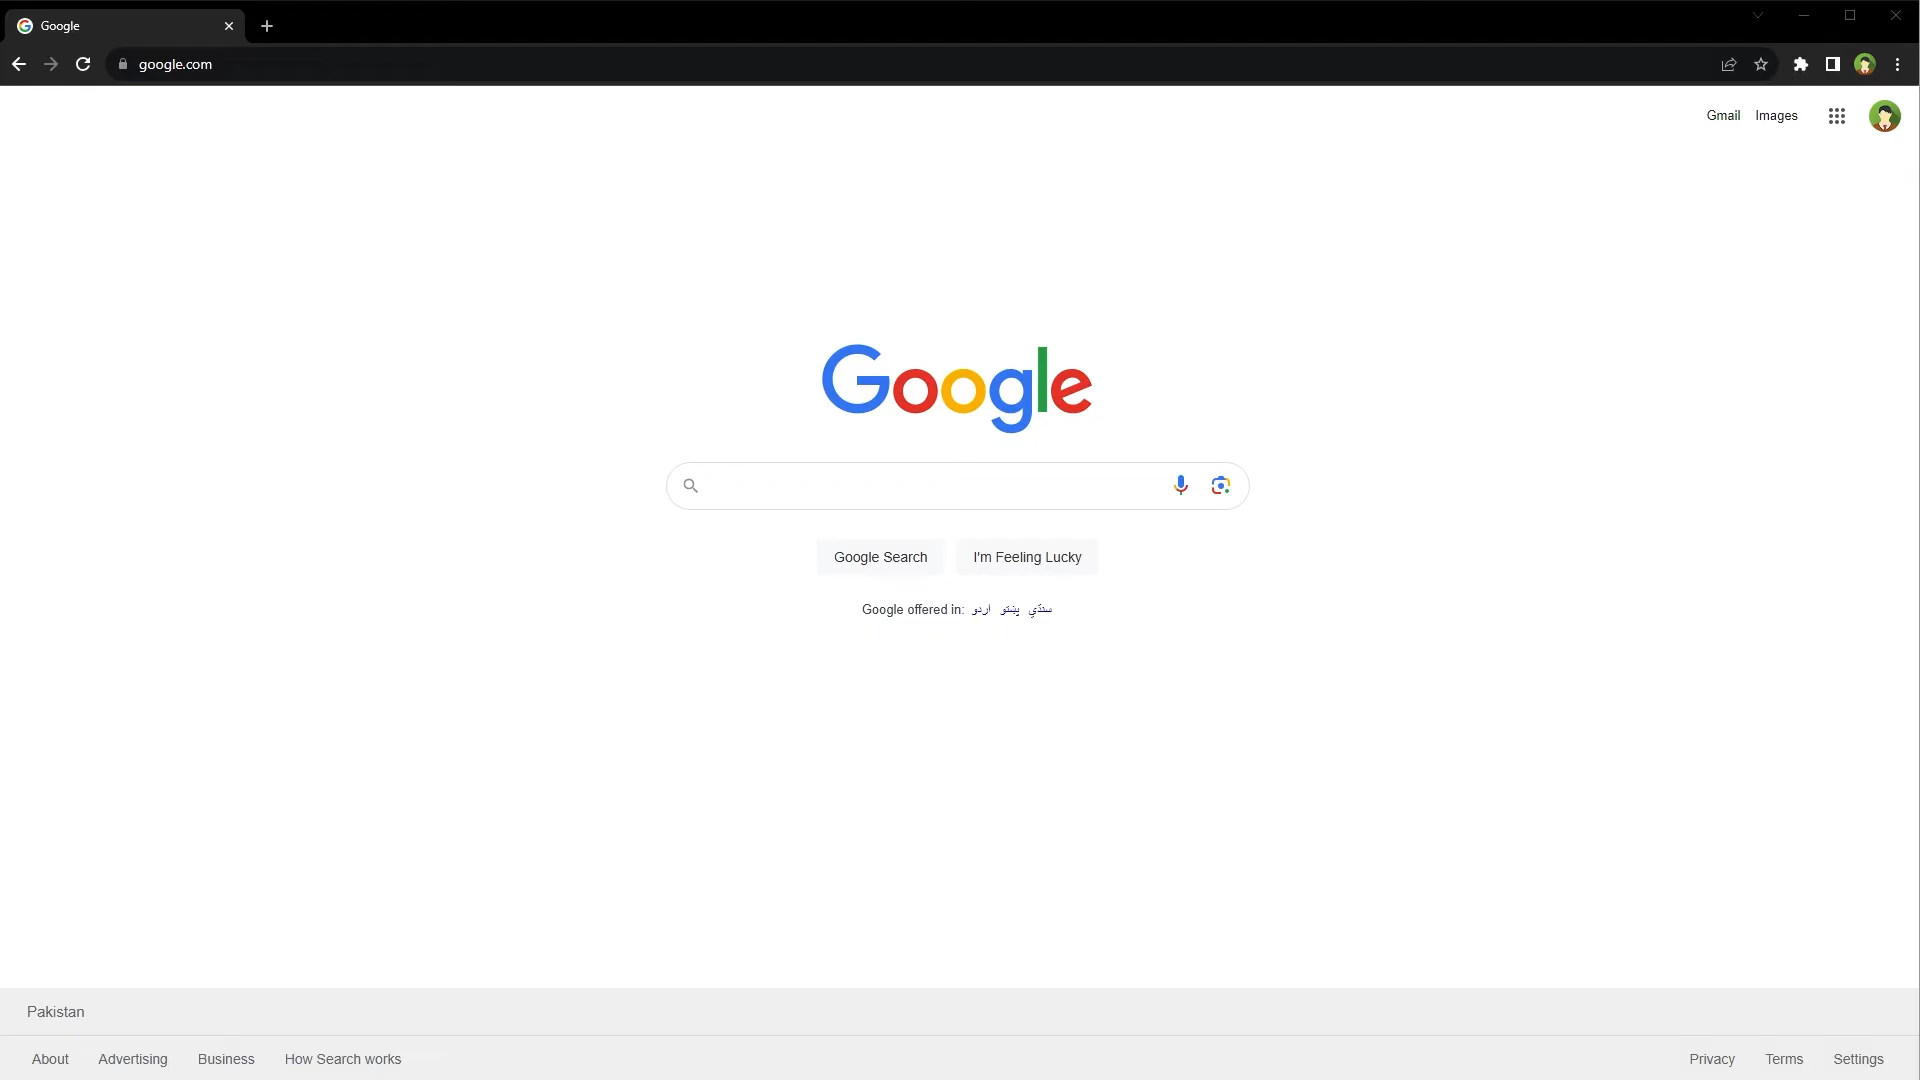 Google
google.com
Gmail Images
Google
Google Search I'm Feeling Lucky
Google offered in: اردو پښتو سنڌي
Pakistan
About Advertising Business How Search works Privacy Terms Settings